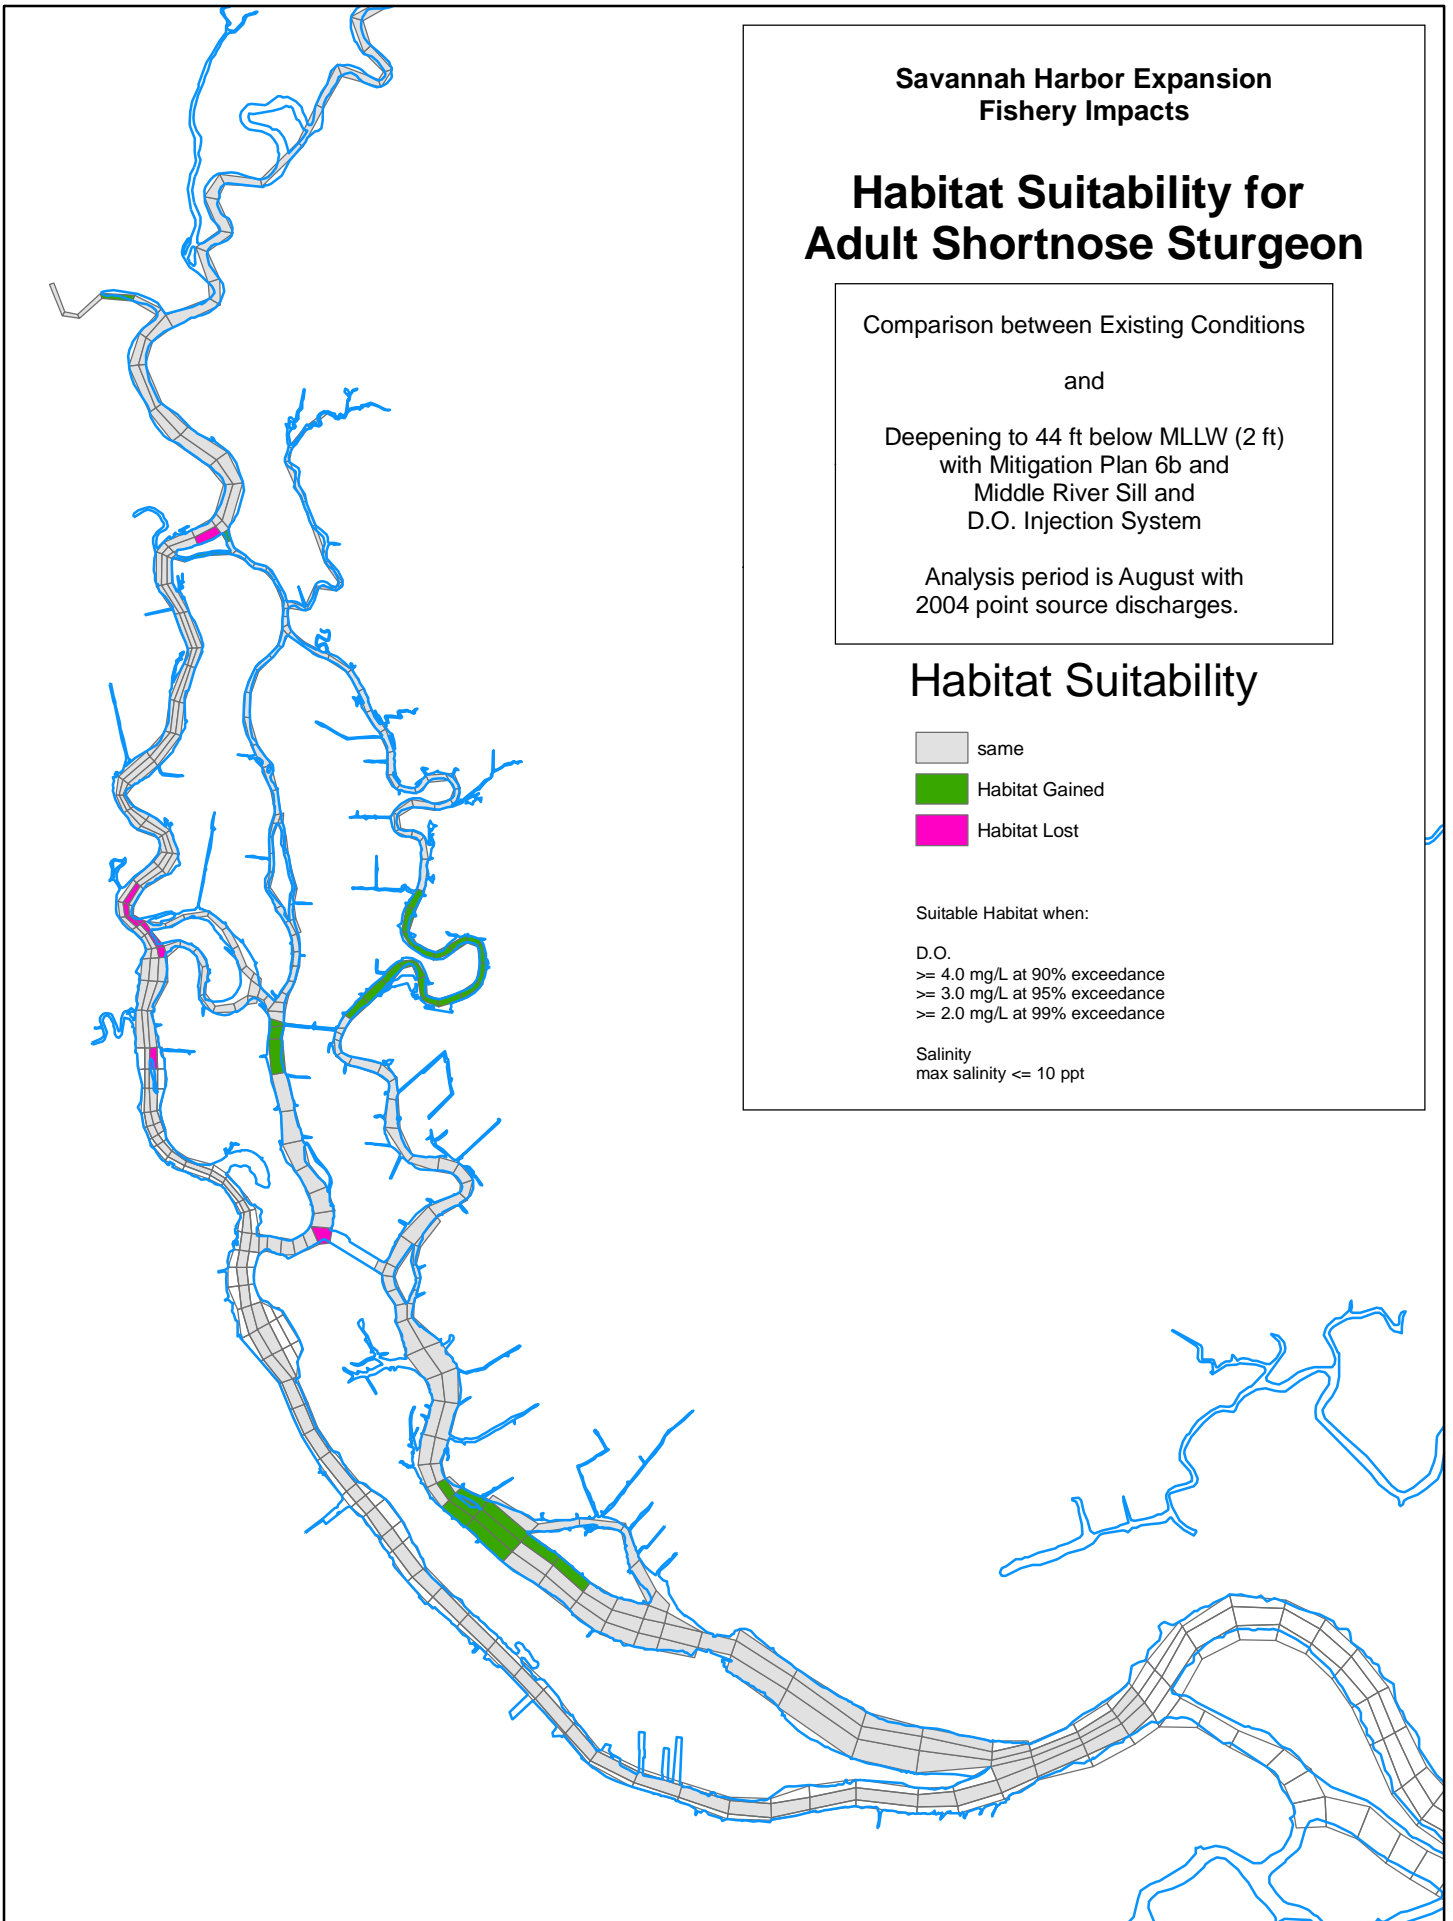 Savannah Harbor Expansion
Fishery Impacts
Habitat Suitability for
Adult Shortnose Sturgeon
Comparison between Existing Conditions
and
Deepening to 44 ft below MLLW (2 ft)
with Mitigation Plan 6b and
Middle River Sill and
D.O. Injection System
Analysis period is August with
2004 point source discharges.
Habitat Suitability
same
Habitat Gained
Habitat Lost
Suitable Habitat when:
D.O.
>= 4.0 mg/L at 90% exceedance
>= 3.0 mg/L at 95% exceedance
>= 2.0 mg/L at 99% exceedance
Salinity
max salinity <= 10 ppt